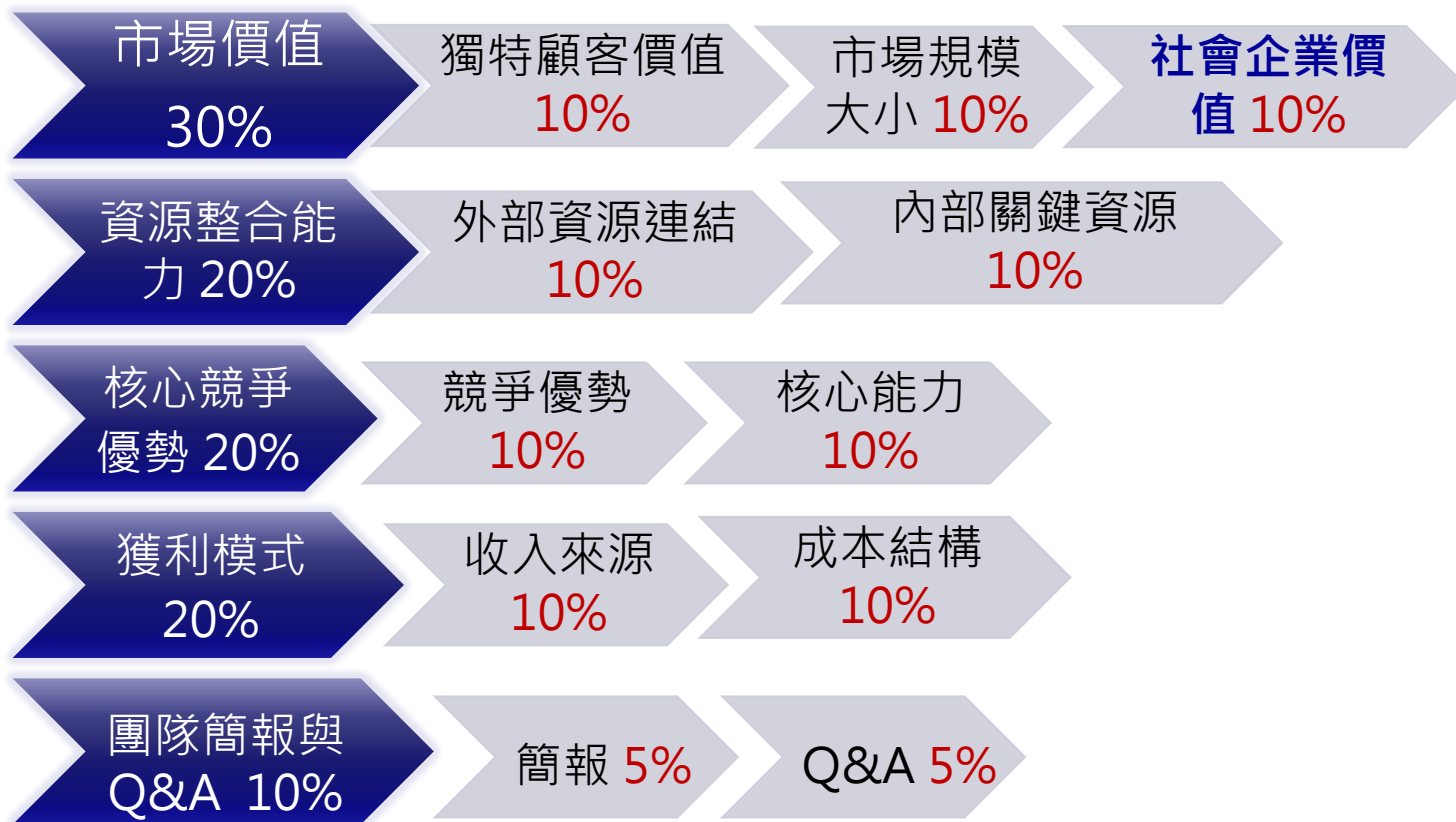 市場價值
30%
獨特顧客價值
10%
市場規模
大小 10%
社會企業價
值 10%
資源整合能
力 20%
外部資源連結
10%
內部關鍵資源
10%
核心競爭
優勢 20%
競爭優勢
10%
核心能力
10%
獲利模式
20%
收入來源
10%
成本結構
10%
團隊簡報與
Q&A 10%
簡報 5%
Q&A 5%